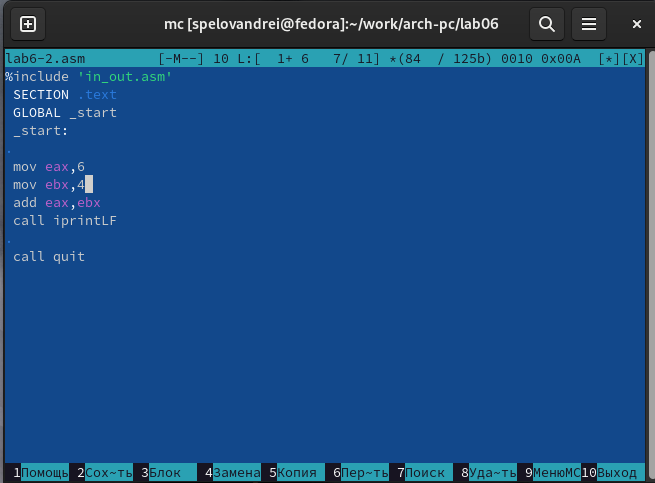 mc [spelovandrei@fedora]:~/work/arch-pc/lab06
lab6-2.asm [-M--] 10 L:[ 1+ 6 7/ 11] *(84 / 125b) 0010 0x00A [*][X]
%include 'in_out.asm'
SECTION .text
GLOBAL _start
_start:
.
mov eax,6
mov ebx,4
add eax,ebx
call iprintLF
.
call quit
1Помощь 2Сох~ть 3Блок 4Замена 5Копия 6Пер~ть 7Поиск 8Уда~ть 9МенюMC 10Выход